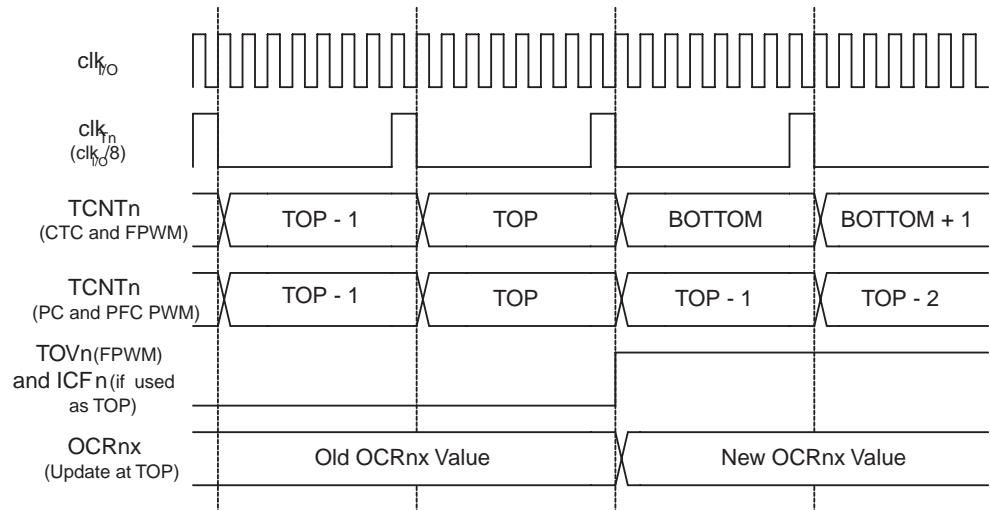 clkI/O
clkTn
(clkI/O/8)
TCNTn
(CTC and FPWM)
TOP - 1
TOP
BOTTOM
BOTTOM + 1
TCNTn
(PC and PFC PWM)
TOP - 1
TOP
TOP - 1
TOP - 2
TOVn (FPWM)
and ICFn (if used
as TOP)
OCRnx
(Update at TOP)
Old OCRnx Value
New OCRnx Value